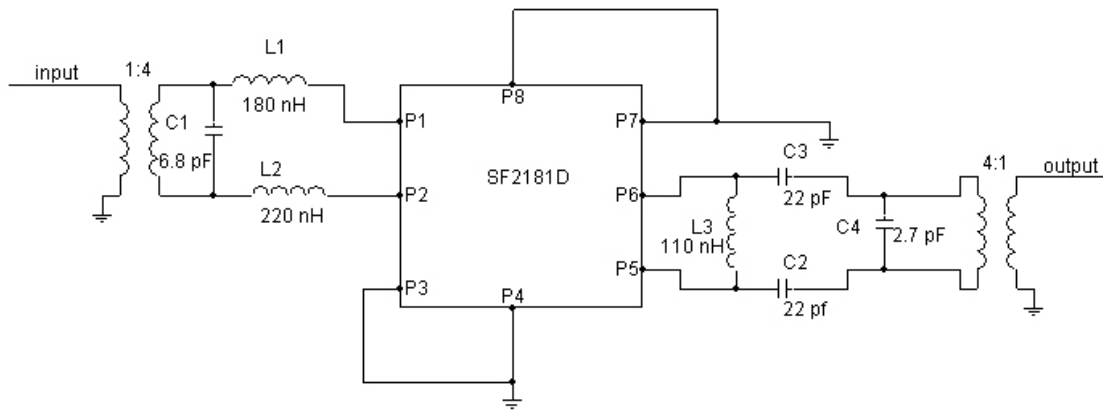 input
1:4
L1
180 nH
C1
6.8 pF
L2
220 nH
P1
P2
P3
P4
P5
P6
P7
P8
SF2181D
C3
22 pF
L3
110 nH
C2
22 pf
C4
2.7 pF
4:1
output